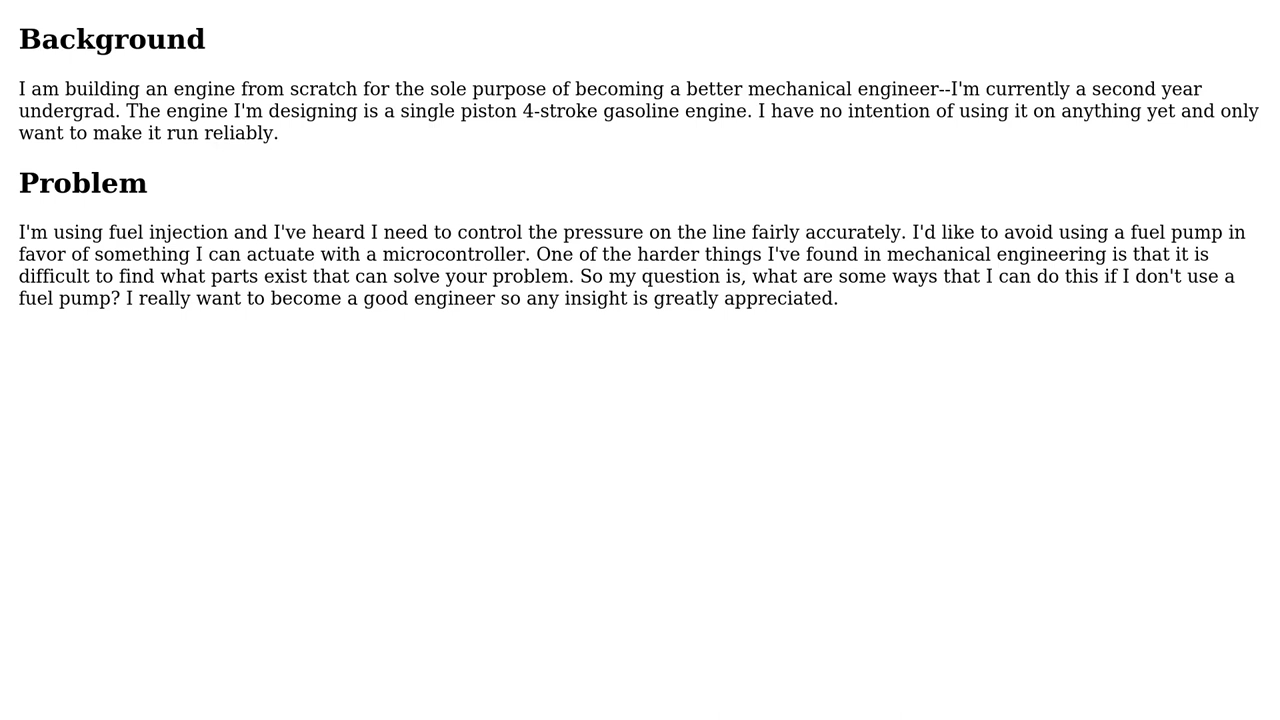 Background
I am building an engine from scratch for the sole purpose of becoming a better mechanical engineer--I'm currently a second year
undergrad. The engine I'm designing is a single piston 4-stroke gasoline engine. I have no intention of using it on anything yet and only
want to make it run reliably.
Problem
I'm using fuel injection and I've heard I need to control the pressure on the line fairly accurately. I'd like to avoid using a fuel pump in
favor of something I can actuate with a microcontroller. One of the harder things I've found in mechanical engineering is that it is
difficult to find what parts exist that can solve your problem. So my question is, what are some ways that I can do this if I don't use a
fuel pump? I really want to become a good engineer so any insight is greatly appreciated.